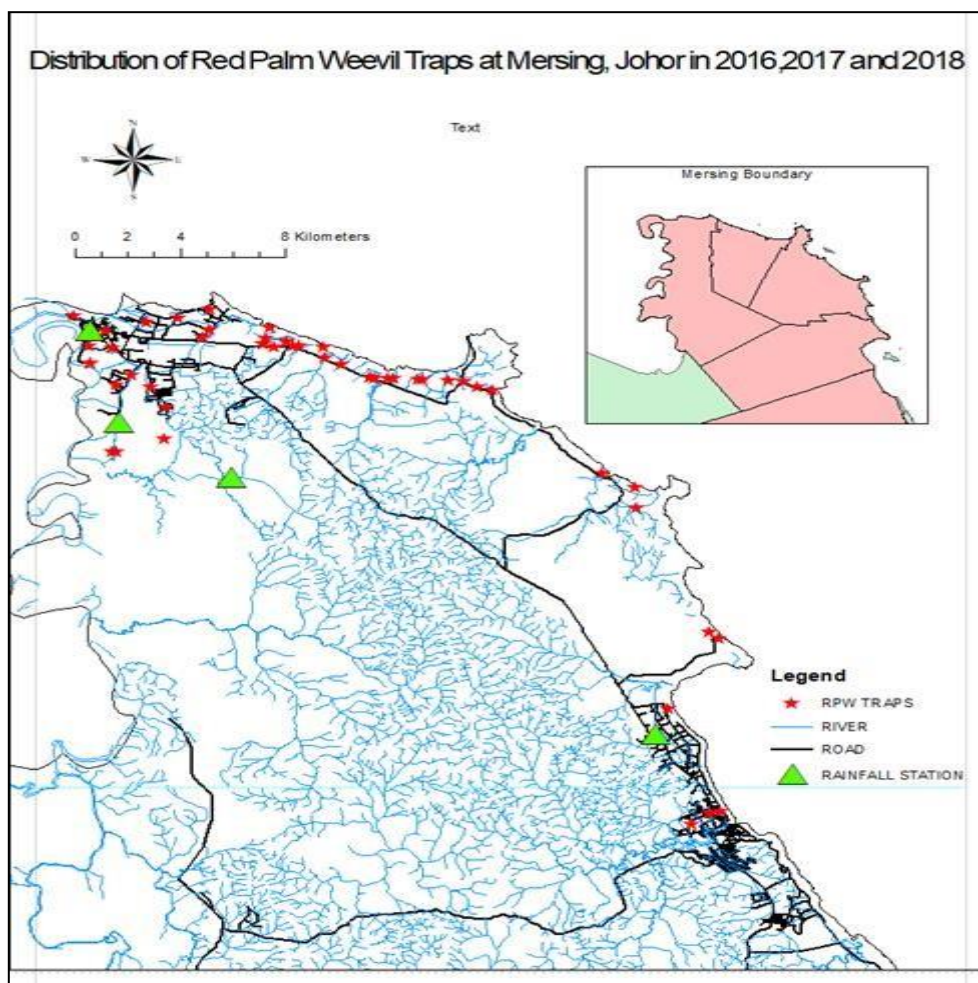 Distribution of Red Palm Weevil Traps at Mersing, Johor in 2016,2017 and 2018
Text
N
W E
S
0 2 4 8 Kilometers
Mersing Boundary
Legend
RPW TRAPS
RIVER
ROAD
RAINFALL STATION